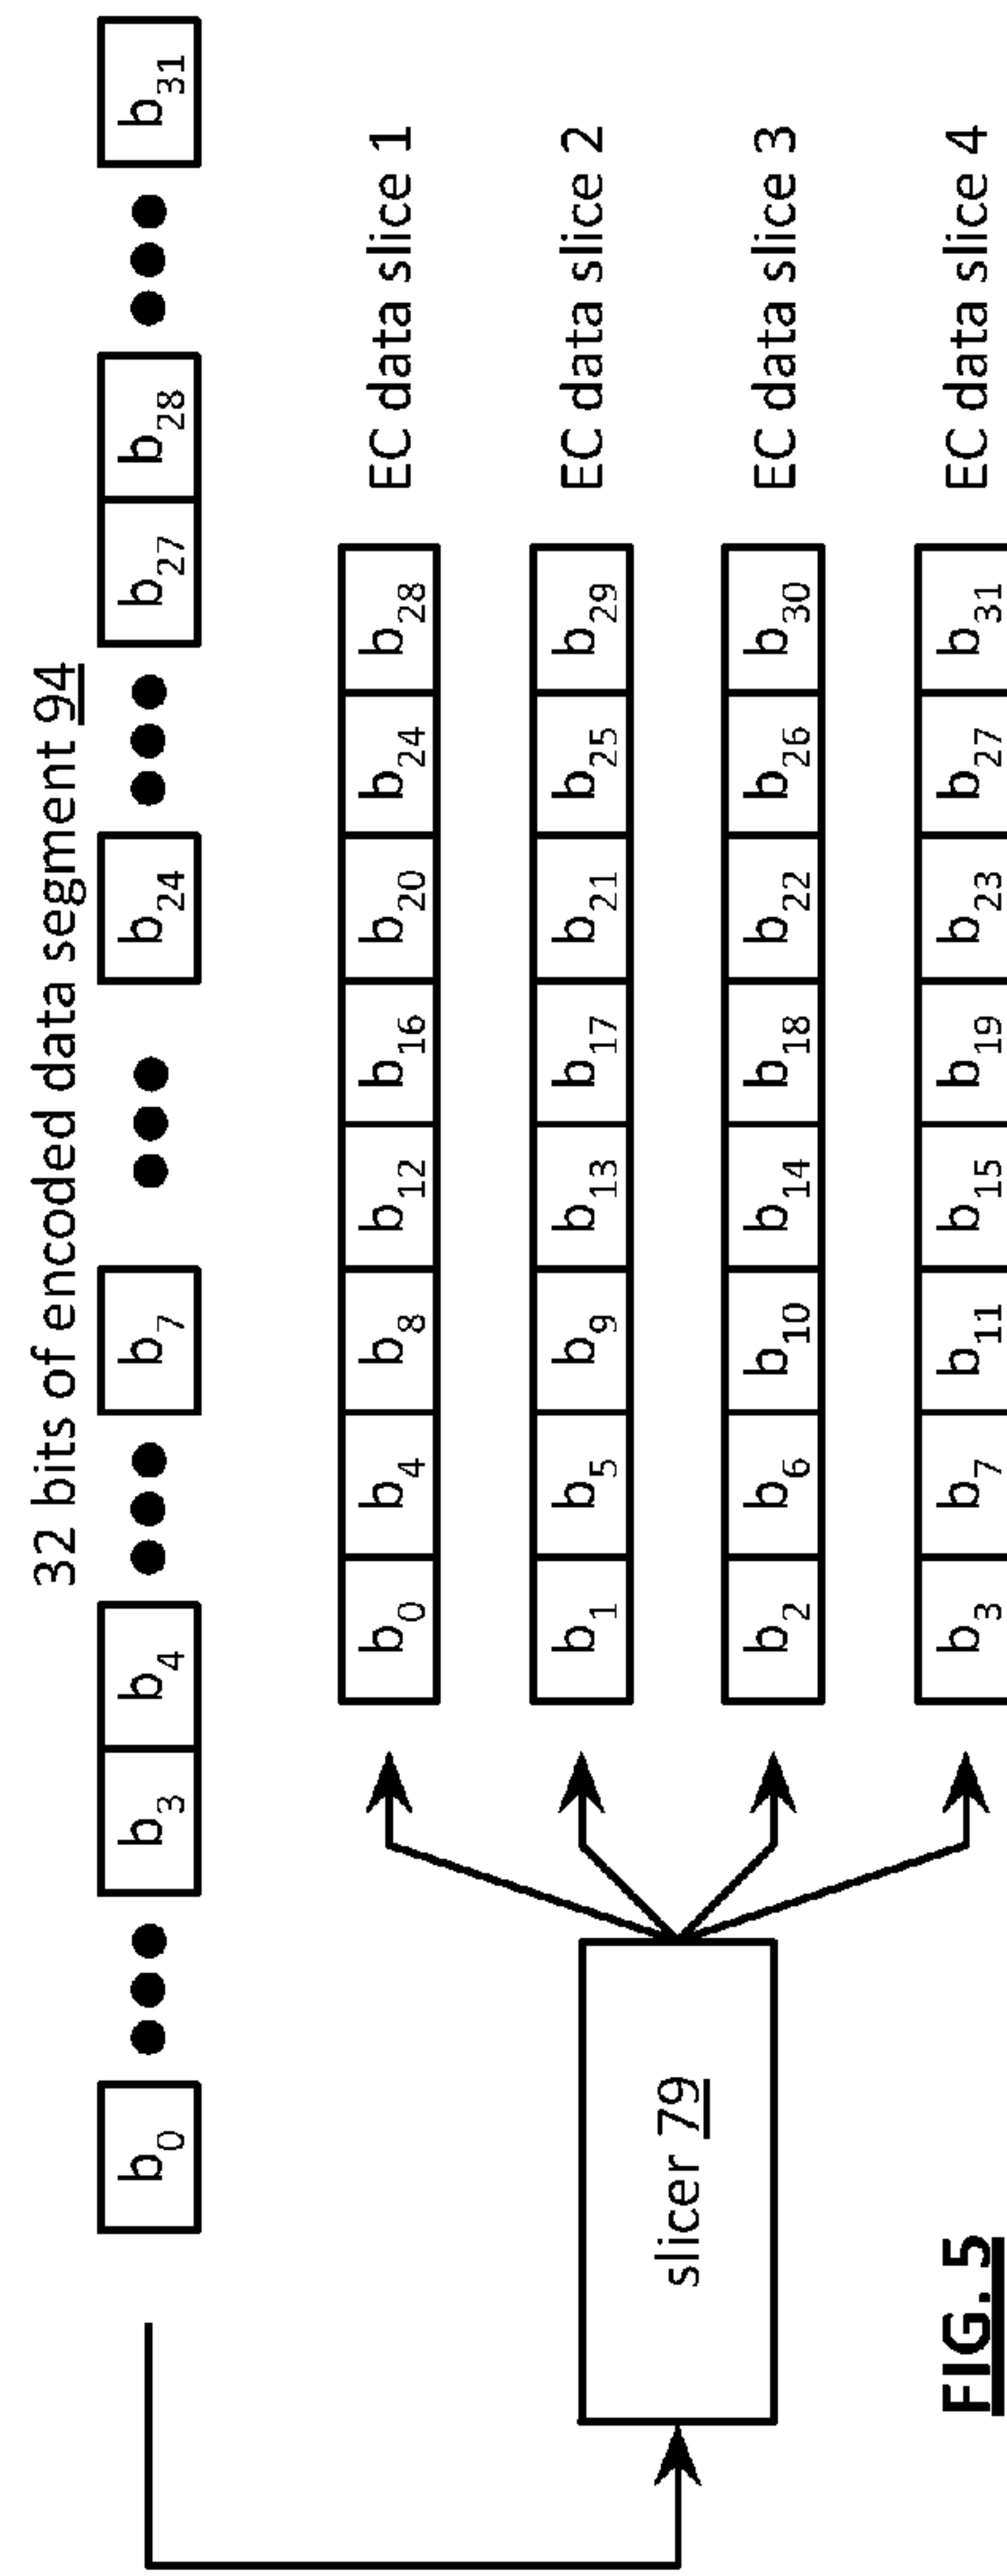 32 bits of encoded data segment 94
b0 b3 b4 b7 b24 b27 b28 b31
b0 b4 b8 b12 b16 b20 b24 b28 EC data slice 1
b1 b5 b9 b13 b17 b21 b25 b29 EC data slice 2
slicer 79
b2 b6 b10 b14 b18 b22 b26 b30 EC data slice 3
b3 b7 b11 b15 b19 b23 b27 b31 EC data slice 4
FIG. 5